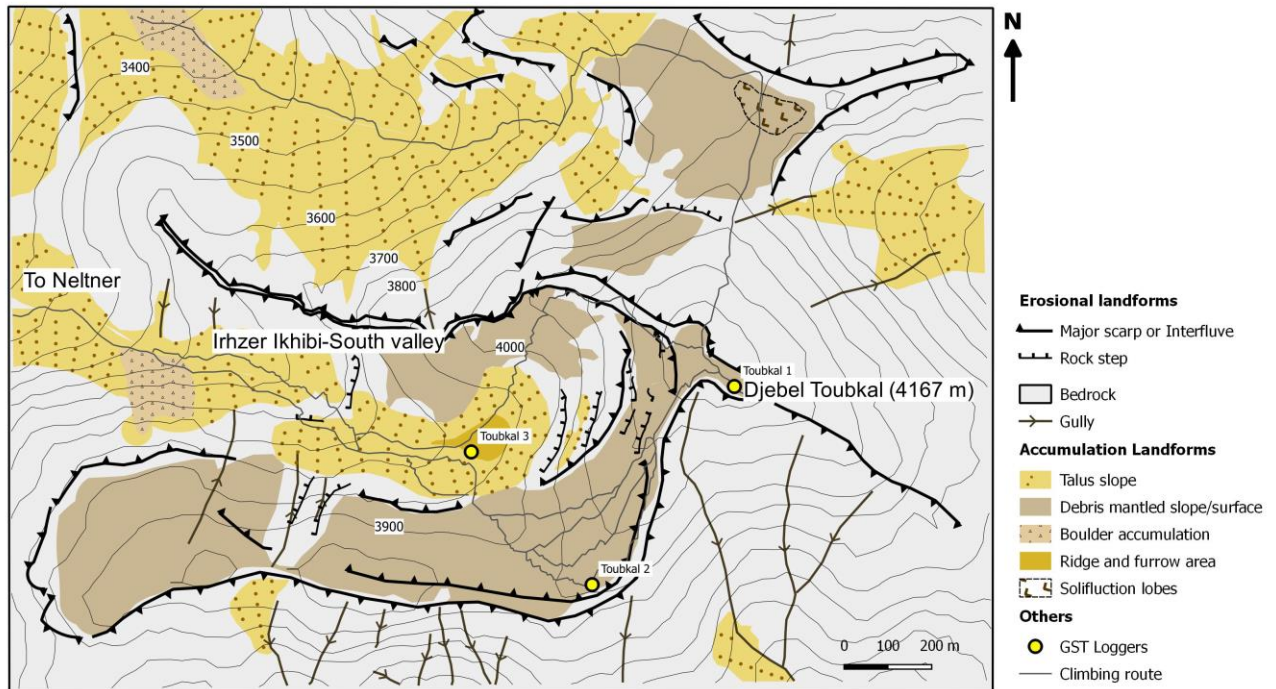 N
3400
3500
3600
3700
3800
To Neltner
Irhzer Ikhibi-South valley
4000
Toubkal 1
Djebel Toubkal (4167 m)
Toubkal 3
3900
Toubkal 2
0 100 200 m
Erosional landforms
Major scarp or Interfluve
Rock step
Bedrock
Gully
Accumulation Landforms
Talus slope
Debris mantled slope/surface
Boulder accumulation
Ridge and furrow area
Solifluction lobes
Others
GST Loggers
Climbing route